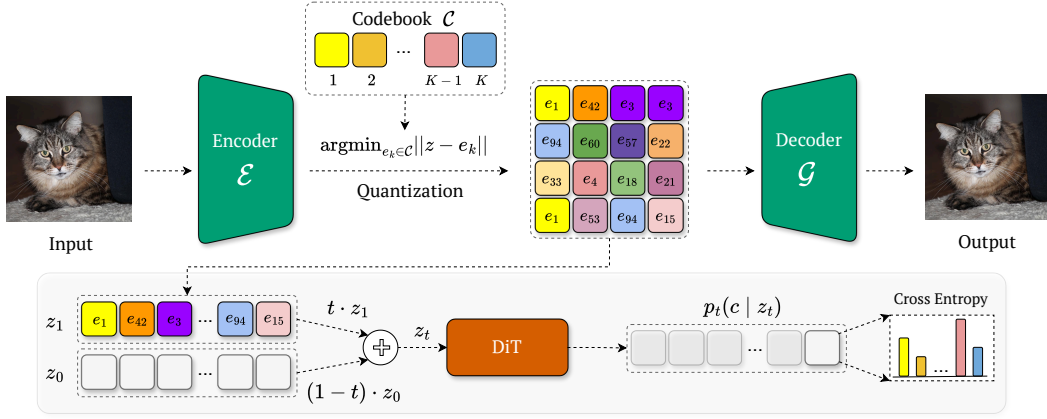 Codebook 𝒞
1 2 ... K − 1 K
Encoder
ℰ
argmin_{e_k∈𝒞}||z − e_k||
Quantization
e_1 e_42 e_3 e_3
e_94 e_60 e_57 e_22
e_33 e_4 e_18 e_21
e_1 e_53 e_94 e_15
Decoder
𝒢
Input
Output
z_1 e_1 e_42 e_3 ... e_94 e_15
t · z_1
z_0 ...
(1 − t) · z_0
+
z_t
DiT
p_t(c | z_t)
...
Cross Entropy
...